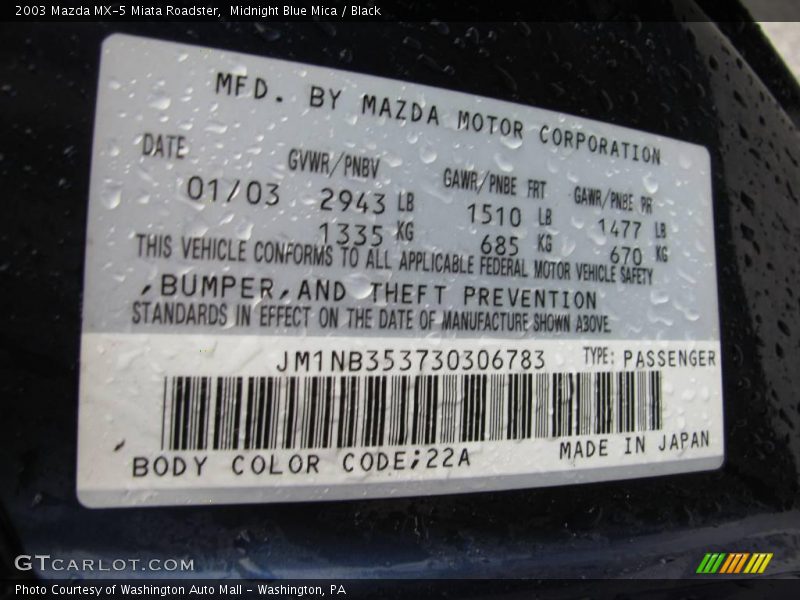 2003 Mazda MX-5 Miata Roadster,  Midnight Blue Mica / Black
MFD. BY MAZDA MOTOR CORPORATION
DATE GVWR/PNBV GAWR/PNBE FRT GAWR/PNBE RR
01/03 2943 LB 1510 LB 1477 LB
1335 KG 685 KG 670 KG
THIS VEHICLE CONFORMS TO ALL APPLICABLE FEDERAL MOTOR VEHICLE SAFETY
,BUMPER,AND THEFT PREVENTION
STANDARDS IN EFFECT ON THE DATE OF MANUFACTURE SHOWN ABOVE.
JM1NB353730306783 TYPE: PASSENGER
BODY COLOR CODE;22A MADE IN JAPAN
GTCARLOT.COM
Photo Courtesy of Washington Auto Mall - Washington, PA